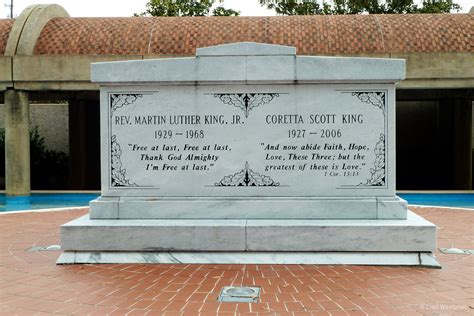 REV. MARTIN LUTHER KING, JR.
1929 – 1968
"Free at last, Free at last,
Thank God Almighty
I'm Free at last."
CORETTA SCOTT KING
1927 – 2006
"And now abide Faith, Hope,
Love, These Three; but the
greatest of these is Love."
1 Cor. 13:13